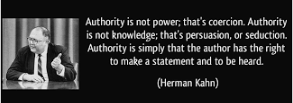 Authority is not power; that's coercion. Authority
is not knowledge; that's persuasion, or seduction.
Authority is simply that the author has the right
to make a statement and to be heard.
(Herman Kahn)